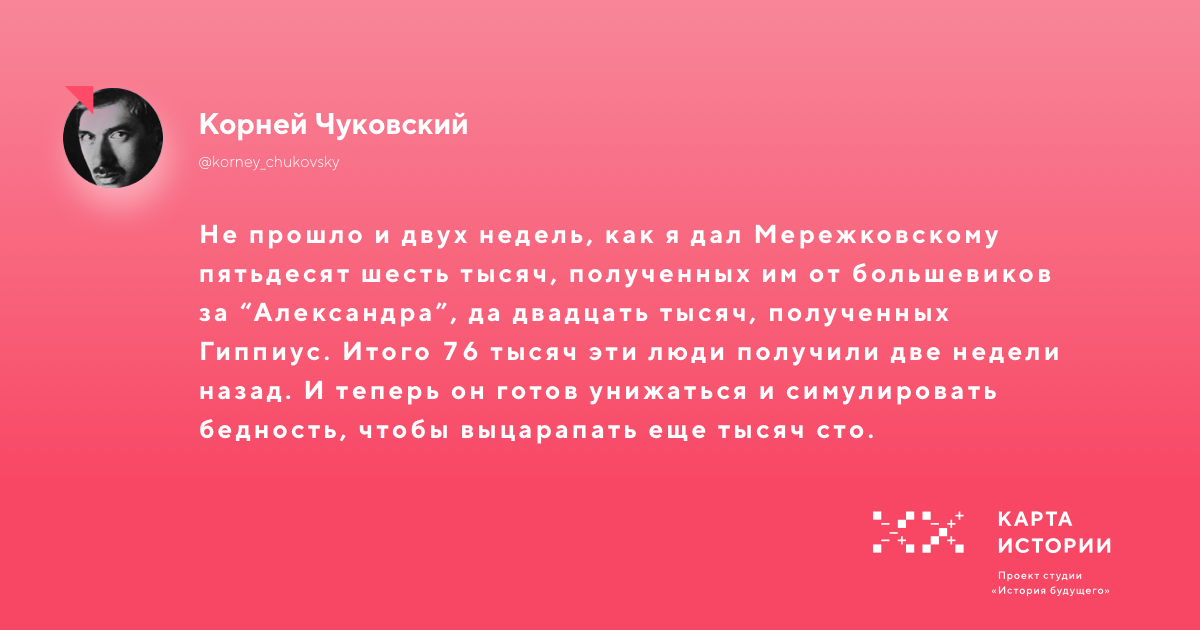 Корней Чуковский
@korney_chukovsky
Не прошло и двух недель, как я дал Мережковскому
пятьдесят шесть тысяч, полученных им от большевиков
за “Александра”, да двадцать тысяч, полученных
Гиппиус. Итого 76 тысяч эти люди получили две недели
назад. И теперь он готов унижаться и симулировать
бедность, чтобы выцарапать еще тысяч сто.
КАРТА
ИСТОРИИ
Проект студии
«История будущего»